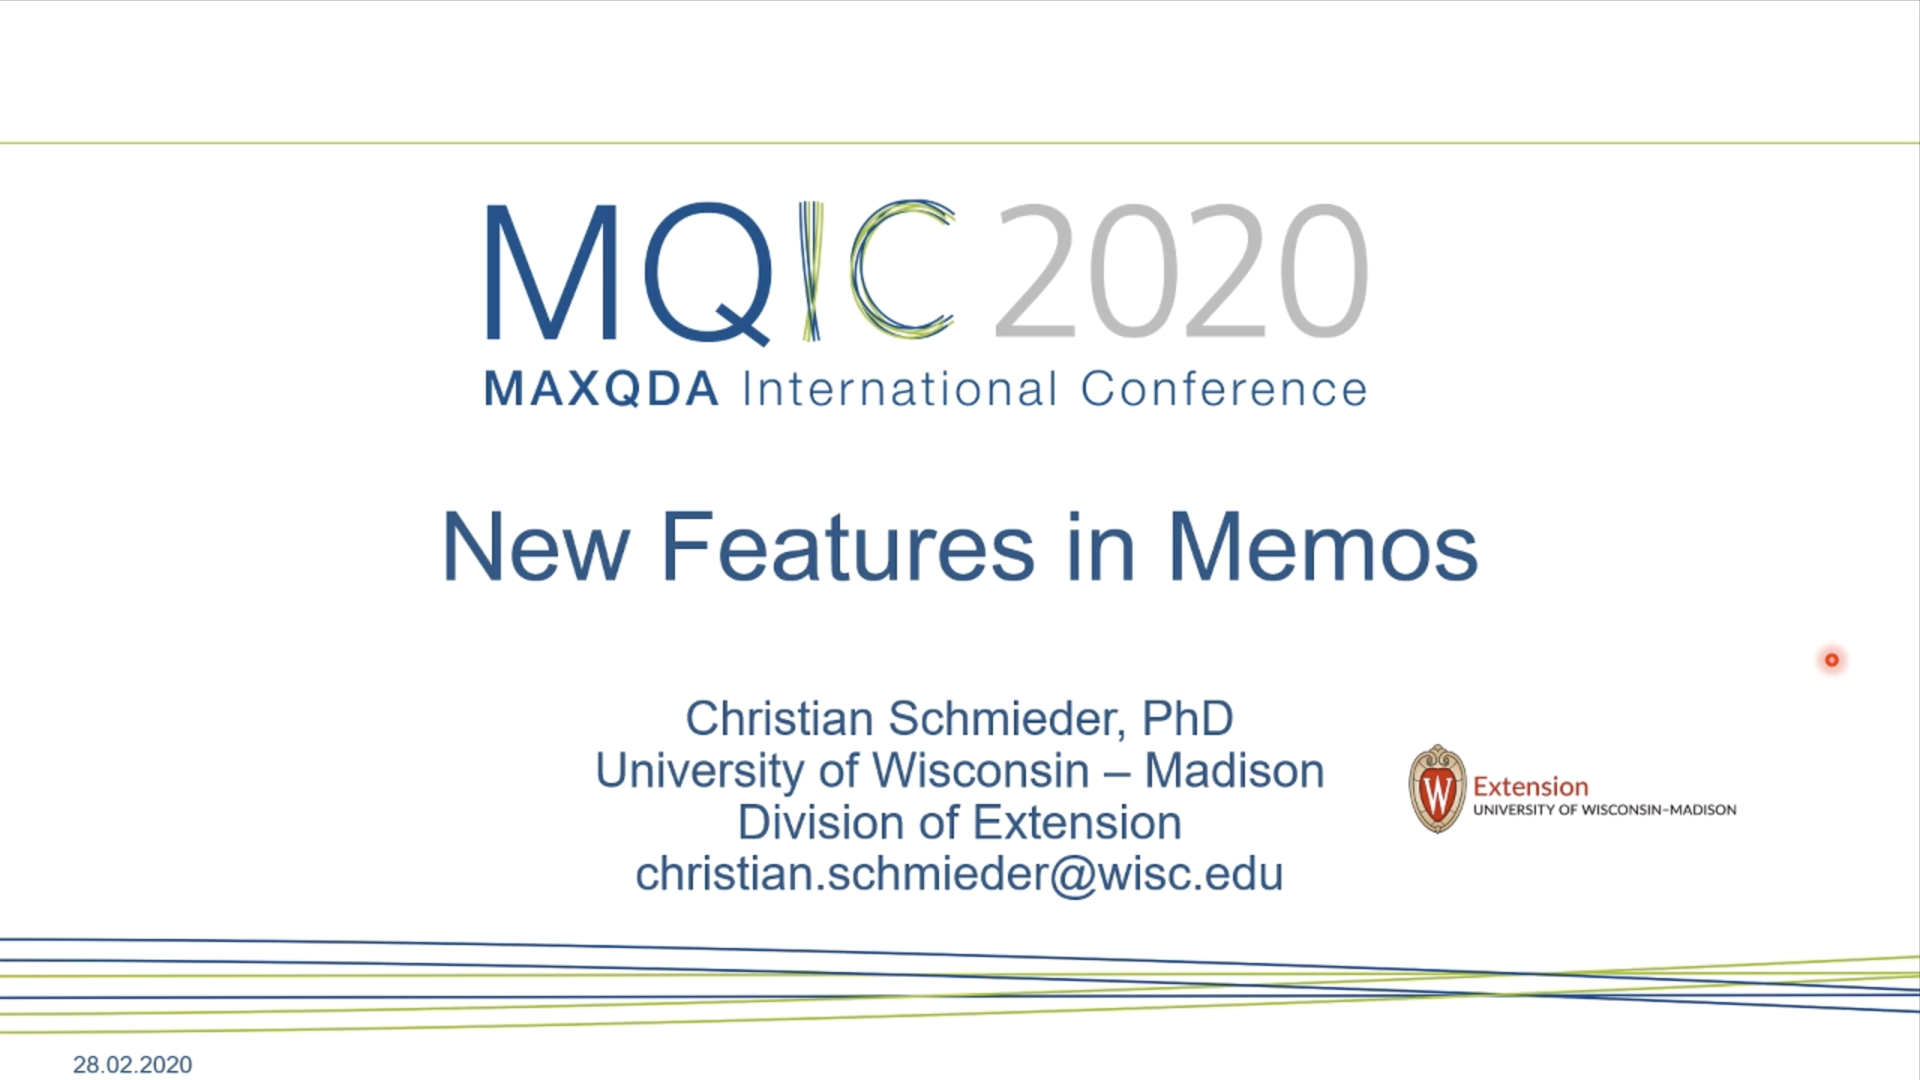 MQIC 2020
MAXQDA International Conference
New Features in Memos
Christian Schmieder, PhD
University of Wisconsin – Madison
Division of Extension
christian.schmieder@wisc.edu
W
Extension
UNIVERSITY OF WISCONSIN–MADISON
28.02.2020